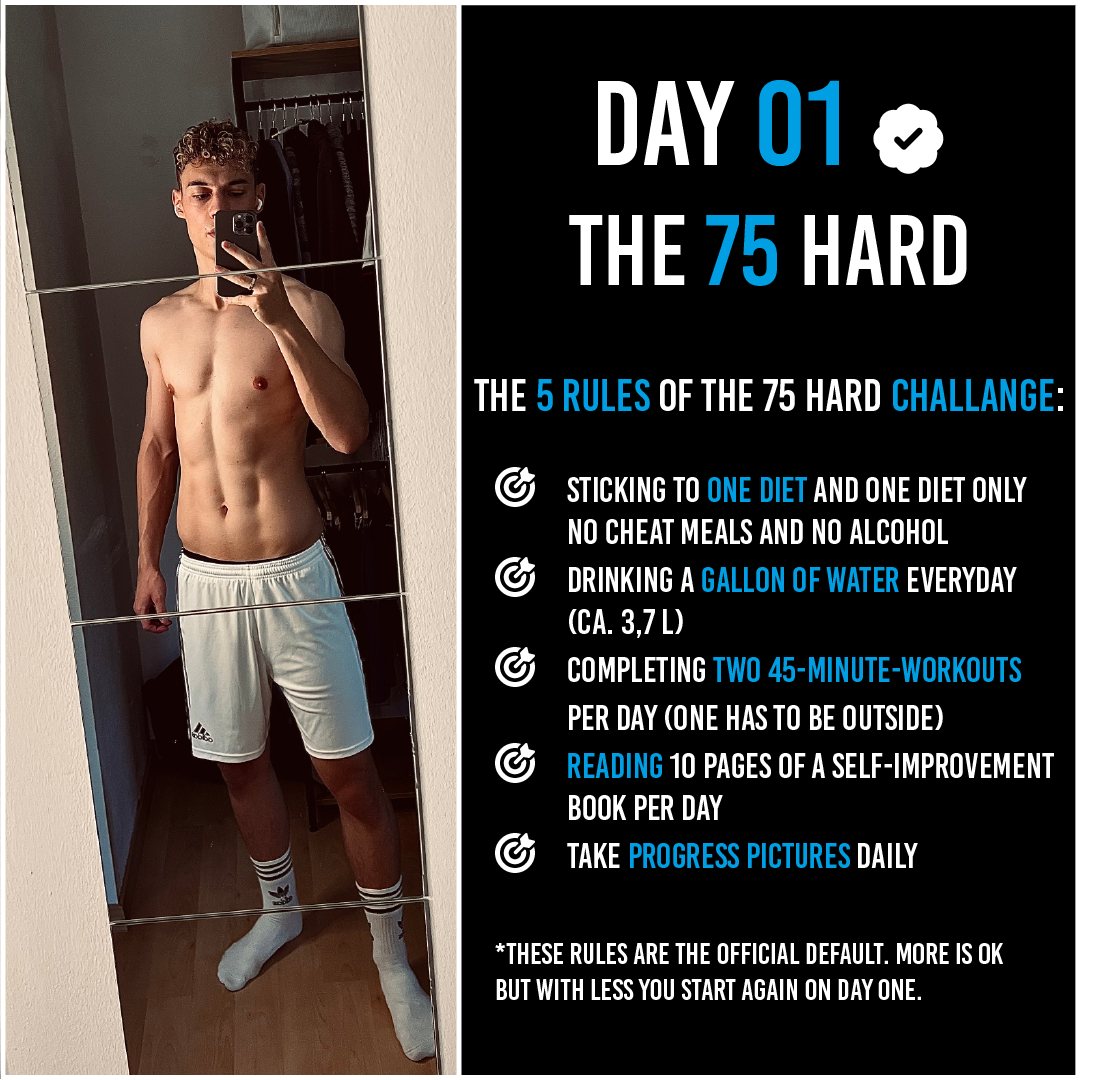 DAY 01
THE 75 HARD
THE 5 RULES OF THE 75 HARD CHALLANGE:
STICKING TO ONE DIET AND ONE DIET ONLY
NO CHEAT MEALS AND NO ALCOHOL
DRINKING A GALLON OF WATER EVERYDAY
(CA. 3,7 L)
COMPLETING TWO 45-MINUTE-WORKOUTS
PER DAY (ONE HAS TO BE OUTSIDE)
READING 10 PAGES OF A SELF-IMPROVEMENT
BOOK PER DAY
TAKE PROGRESS PICTURES DAILY
*THESE RULES ARE THE OFFICIAL DEFAULT. MORE IS OK
BUT WITH LESS YOU START AGAIN ON DAY ONE.